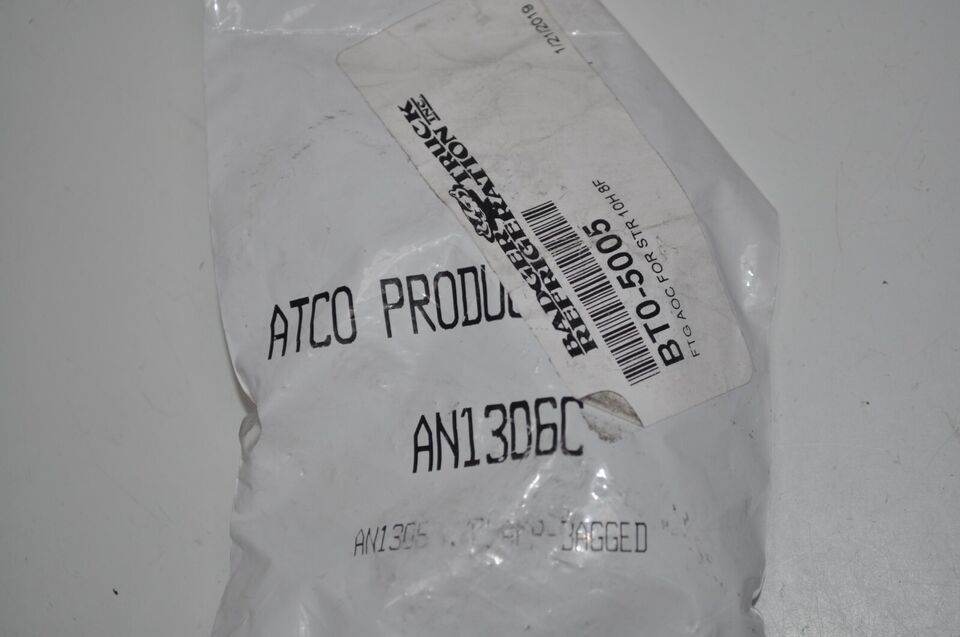 1/21/2019
BADGER TRUCK
REFRIGERATION INC.
BT0-5005
FTG AOC FOR STR 10H 8F
ATCO PRODUC
AN1306C
AN1306